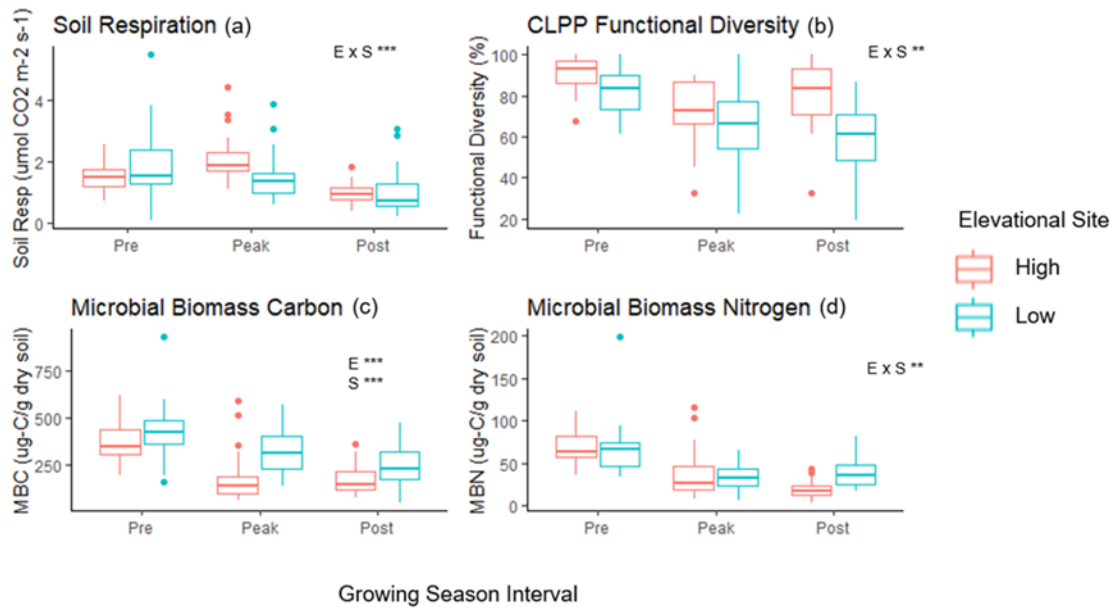 Soil Respiration (a)
Soil Resp (umol CO2 m-2 s-1)
4
2
0
E x S ***
Pre
Peak
Post
CLPP Functional Diversity (b)
Functional Diversity (%)
100
80
60
40
20
E x S **
Pre
Peak
Post
Microbial Biomass Carbon (c)
MBC (ug-C/g dry soil)
750
500
250
E ***
S ***
Pre
Peak
Post
Microbial Biomass Nitrogen (d)
MBN (ug-C/g dry soil)
200
150
100
50
0
E x S **
Pre
Peak
Post
Elevational Site
High
Low
Growing Season Interval